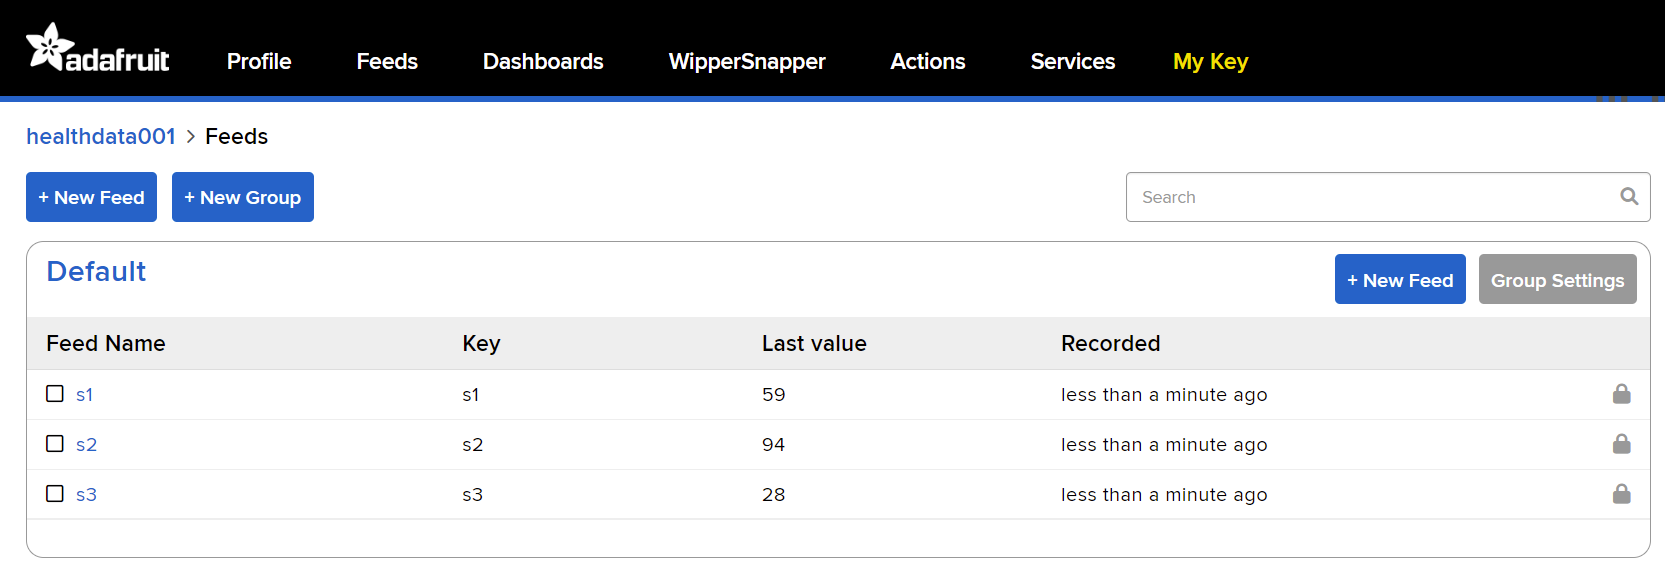 adafruit Profile Feeds Dashboards WipperSnapper Actions Services My Key
healthdata001 > Feeds
+ New Feed + New Group Search
Default + New Feed Group Settings
Feed Name Key Last value Recorded
s1 s1 59 less than a minute ago
s2 s2 94 less than a minute ago
s3 s3 28 less than a minute ago